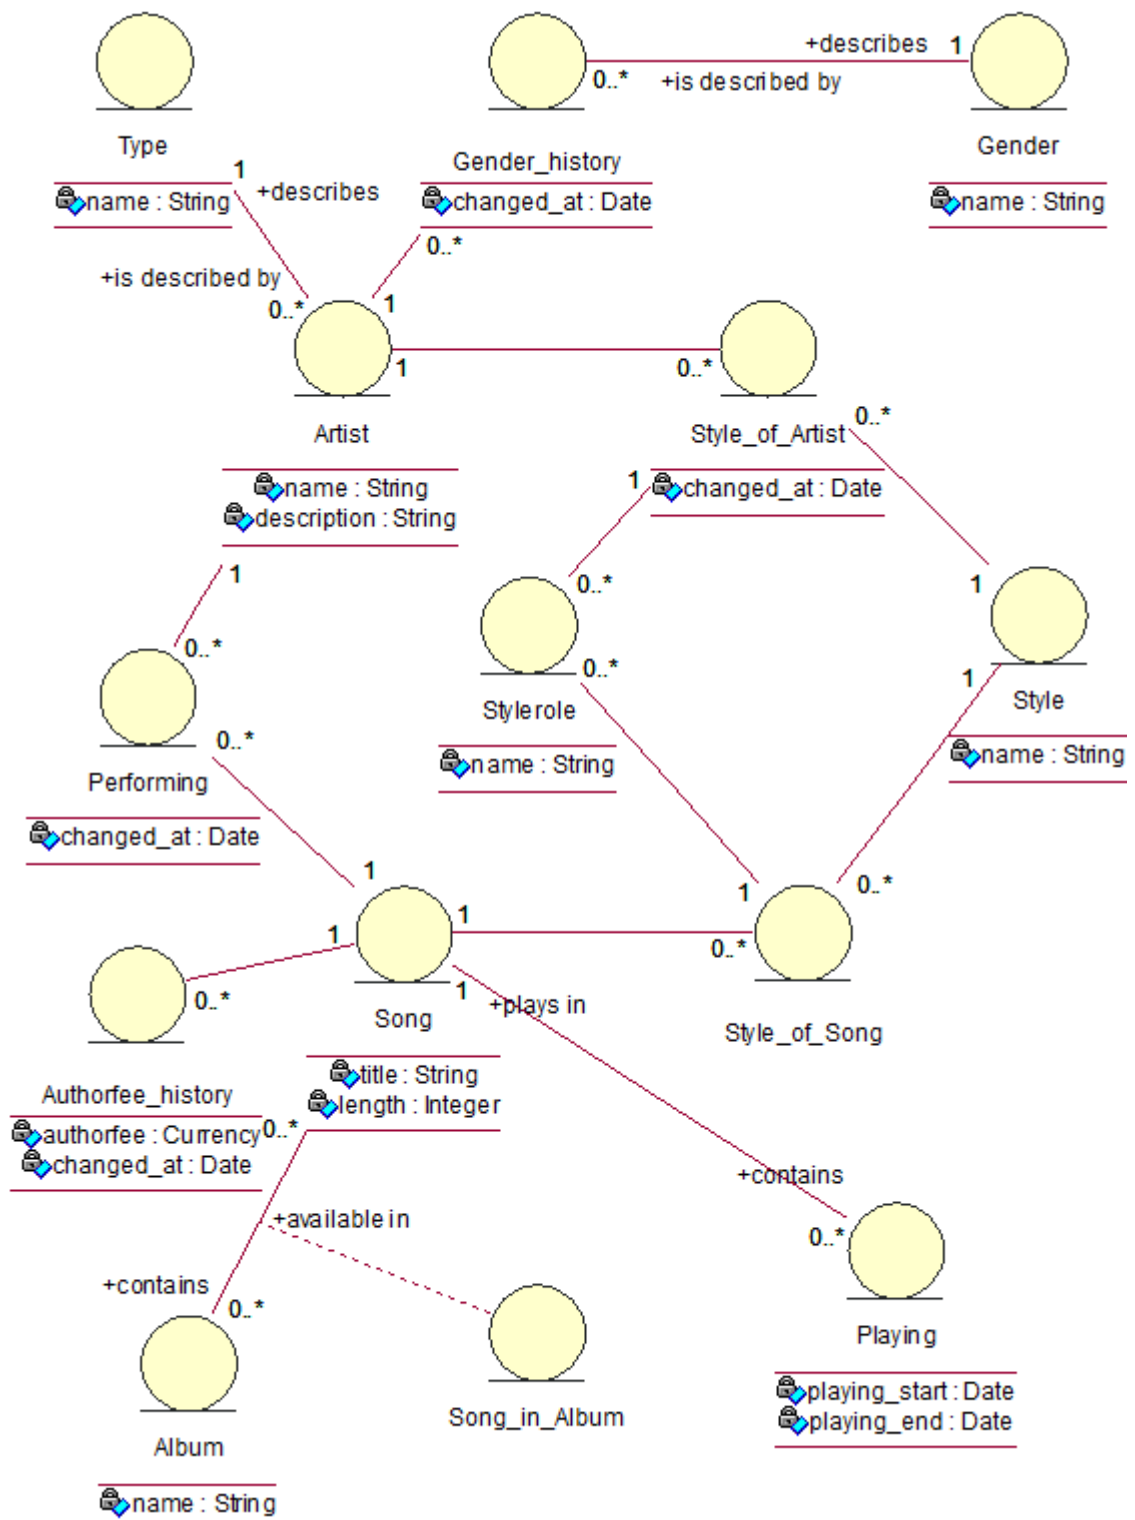 +describes 1
0..* +is described by
Type
Gender_history
Gender
1
+describes
name : String
changed_at : Date
name : String
0..*
+is described by
0..*
1
1
0..*
0..*
Artist
Style_of_Artist
name : String
description : String
1
changed_at : Date
1
0..*
1
0..*
0..*
Stylerole
1
Style
0..*
name : String
name : String
Performing
changed_at : Date
1
1
0..*
1
1
0..*
0..*
1
+plays in
Song
Style_of_Song
Authorfee_history
title : String
length : Integer
authorfee : Currency
0..*
changed_at : Date
+contains
+available in
0..*
+contains
0..*
Playing
Song_in_Album
playing_start : Date
playing_end : Date
Album
name : String